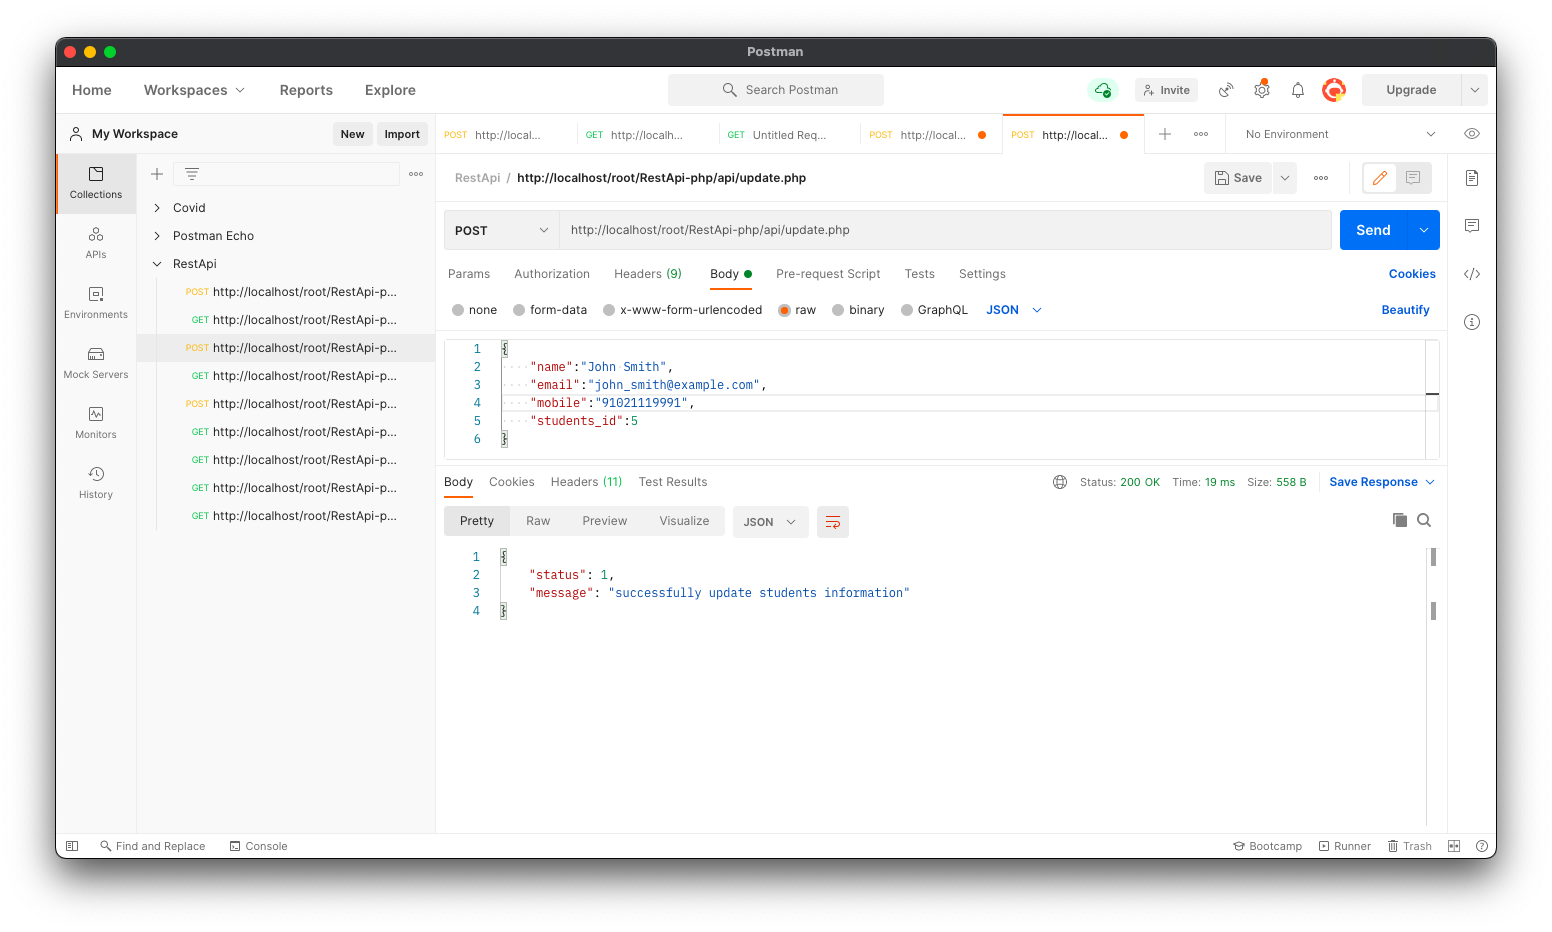 Postman
Home Workspaces Reports Explore Search Postman Invite Upgrade
My Workspace New Import
POST http://local... GET http://localh... GET Untitled Req... POST http://local... POST http://local... No Environment
Collections
APIs
Environments
Mock Servers
Monitors
History
Covid
Postman Echo
RestApi
POST http://localhost/root/RestApi-p...
GET http://localhost/root/RestApi-p...
POST http://localhost/root/RestApi-p...
GET http://localhost/root/RestApi-p...
POST http://localhost/root/RestApi-p...
GET http://localhost/root/RestApi-p...
GET http://localhost/root/RestApi-p...
GET http://localhost/root/RestApi-p...
GET http://localhost/root/RestApi-p...
RestApi / http://localhost/root/RestApi-php/api/update.php Save
POST http://localhost/root/RestApi-php/api/update.php Send
Params Authorization Headers (9) Body Pre-request Script Tests Settings Cookies
none form-data x-www-form-urlencoded raw binary GraphQL JSON Beautify
1 {
2 "name":"John Smith",
3 "email":"john_smith@example.com",
4 "mobile":"91021119991",
5 "students_id":5
6 }
Body Cookies Headers (11) Test Results Status: 200 OK Time: 19 ms Size: 558 B Save Response
Pretty Raw Preview Visualize JSON
1 {
2 "status": 1,
3 "message": "successfully update students information"
4 }
Find and Replace Console Bootcamp Runner Trash